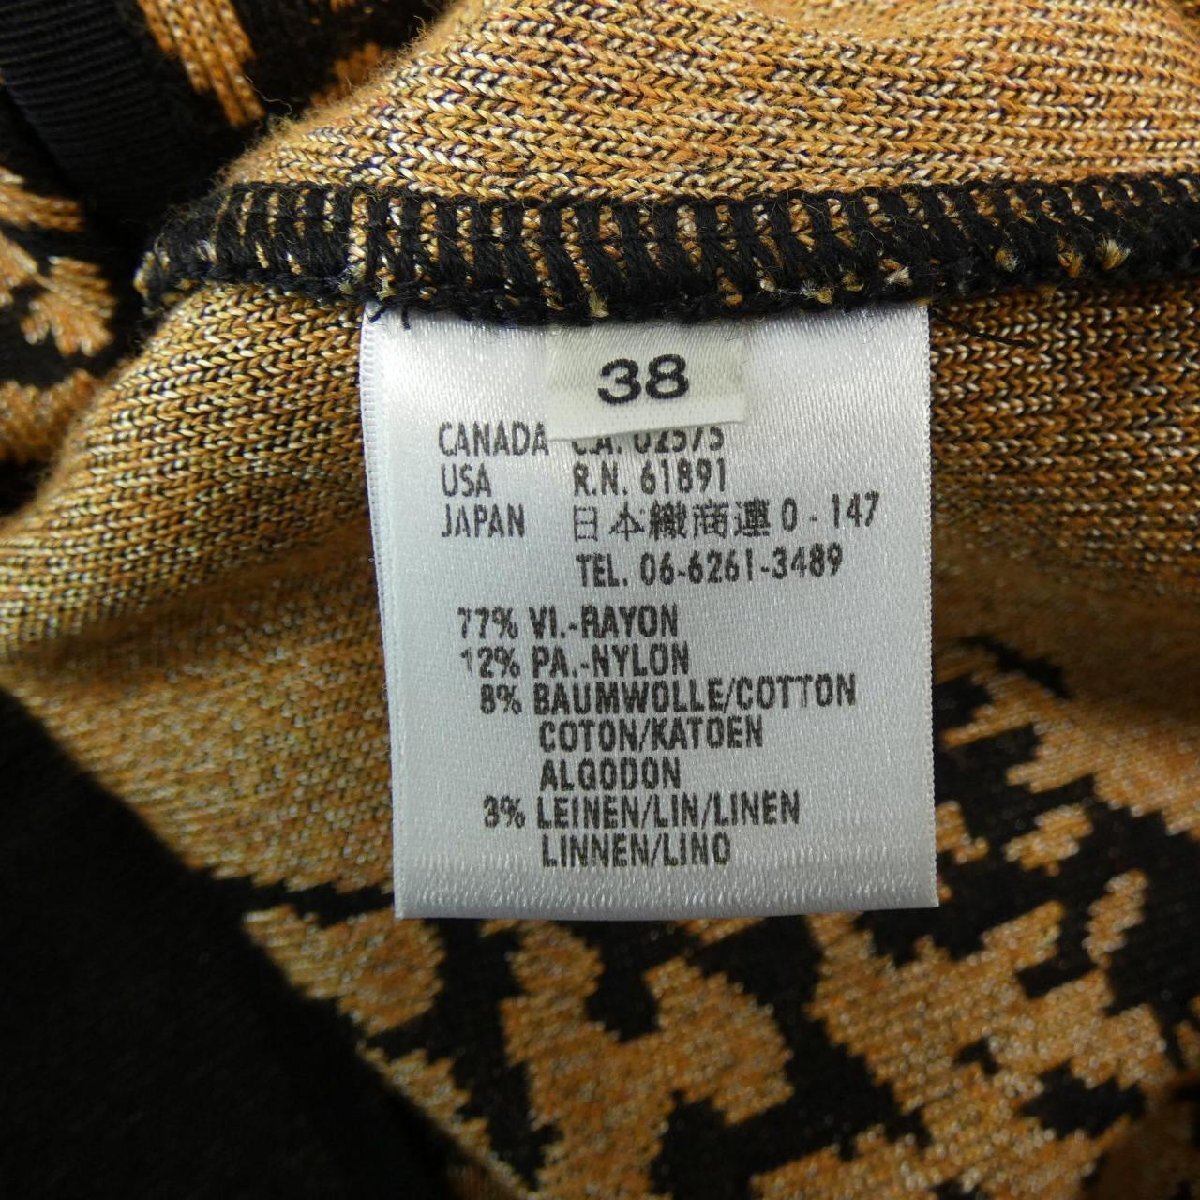 38
CANADA C.A. 02575
USA R.N. 61891
JAPAN 日本織商連 0 - 147
TEL. 06-6261-3489
77% VI.-RAYON
12% PA.-NYLON
8% BAUMWOLLE/COTTON
COTON/KATOEN
ALGODON
3% LEINEN/LIN/LINEN
LINNEN/LINO